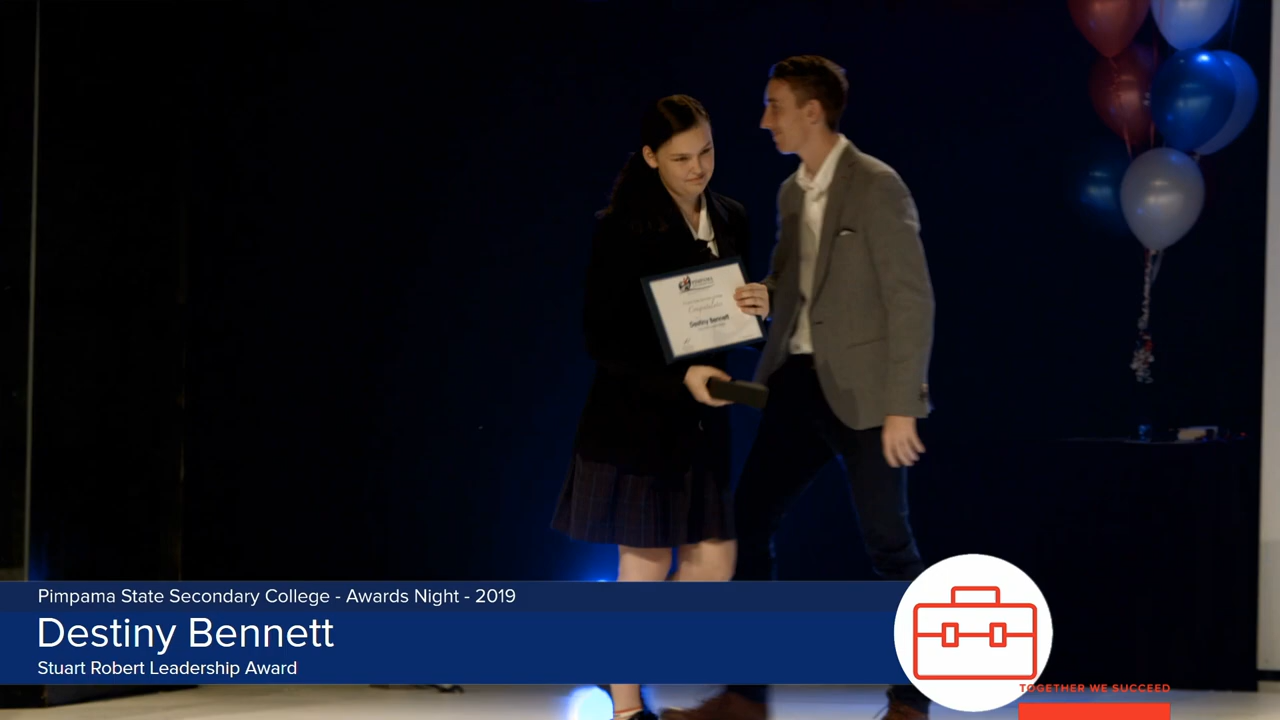 Destiny Bennett
Pimpama State Secondary College - Awards Night - 2019
Destiny Bennett
Stuart Robert Leadership Award
TOGETHER WE SUCCEED